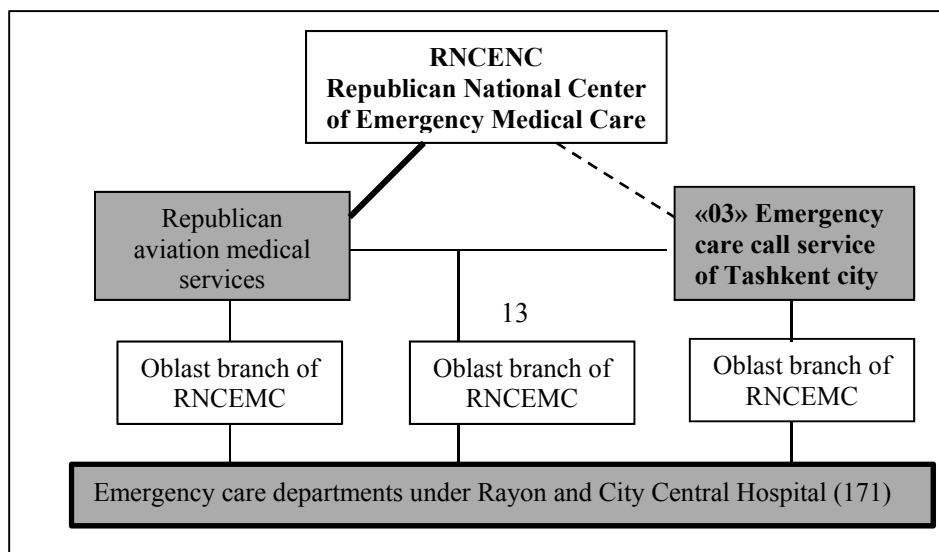 RNCENC
Republican National Center
of Emergency Medical Care
Republican
aviation medical
services
«03» Emergency
care call service
of Tashkent city
13
Oblast branch of
RNCEMC
Oblast branch of
RNCEMC
Oblast branch of
RNCEMC
Emergency care departments under Rayon and City Central Hospital (171)